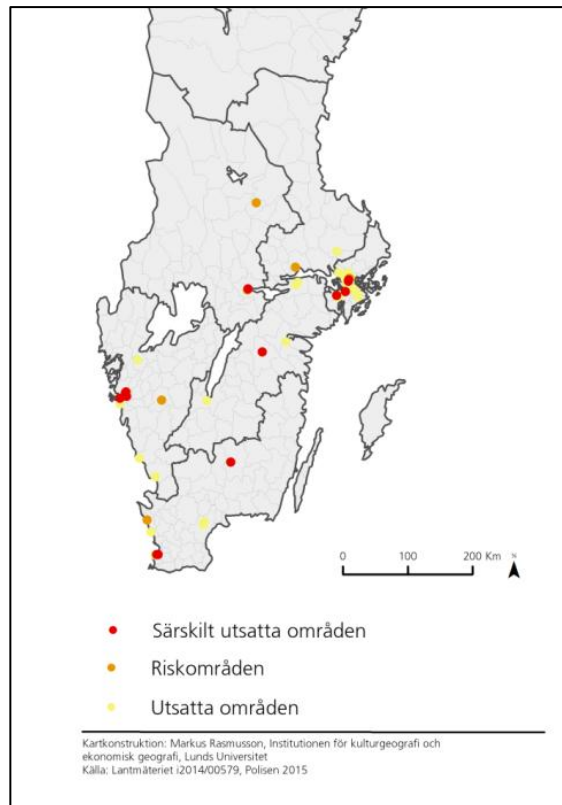 0 100 200 Km
N
Särskilt utsatta områden
Riskområden
Utsatta områden
Kartkonstruktion: Markus Rasmusson, Institutionen för kulturgeografi och
ekonomisk geografi, Lunds Universitet
Källa: Lantmäteriet i2014/00579, Polisen 2015